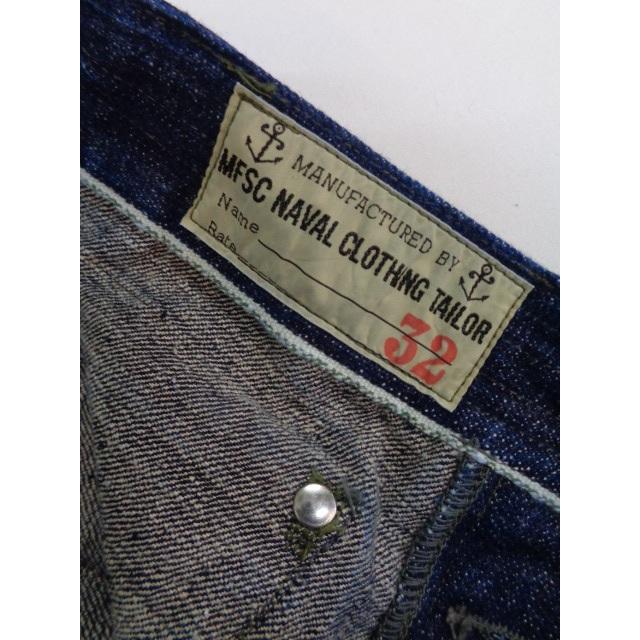 MANUFACTURED BY
MFSC NAVAL CLOTHING TAILOR
Name
Rate
32